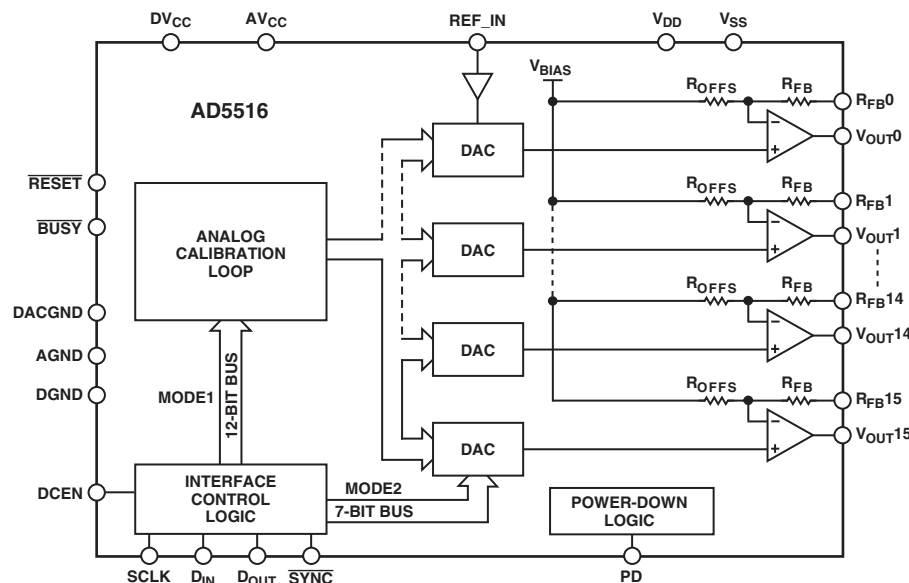 DVCC AVCC REF_IN VDD VSS
VBIAS
AD5516
ROFFS RFB RFB0
DAC
VOUT0
RESET
ROFFS RFB RFB1
BUSY
ANALOG
CALIBRATION
LOOP
DAC
VOUT1
ROFFS RFB RFB14
DACGND
DAC
VOUT14
AGND
DGND
MODE1
12-BIT BUS
ROFFS RFB RFB15
DAC
VOUT15
DCEN
INTERFACE
CONTROL
LOGIC
MODE2
7-BIT BUS
POWER-DOWN
LOGIC
SCLK DIN DOUT SYNC PD